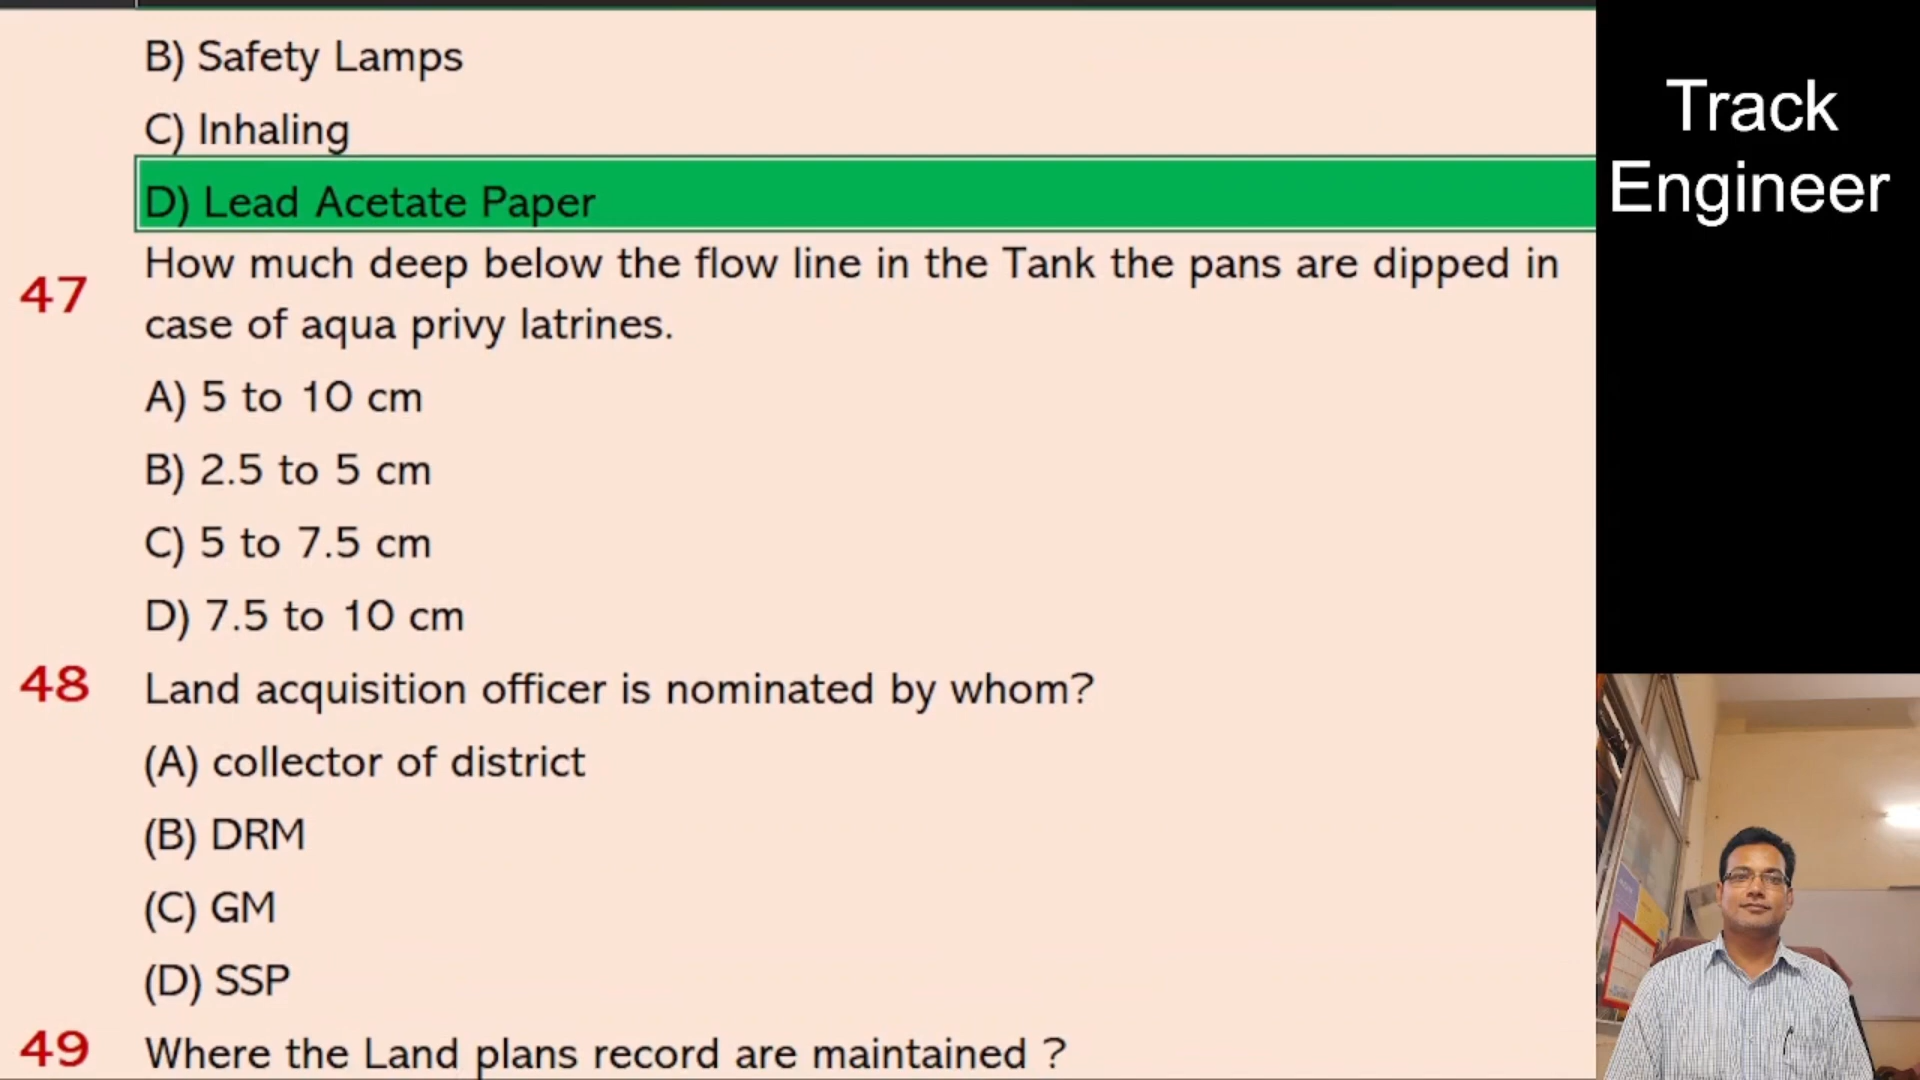 B) Safety Lamps
C) Inhaling
D) Lead Acetate Paper
47
How much deep below the flow line in the Tank the pans are dipped in
case of aqua privy latrines.
A) 5 to 10 cm
B) 2.5 to 5 cm
C) 5 to 7.5 cm
D) 7.5 to 10 cm
48
Land acquisition officer is nominated by whom?
(A) collector of district
(B) DRM
(C) GM
(D) SSP
49
Where the Land plans record are maintained ?
Track
Engineer